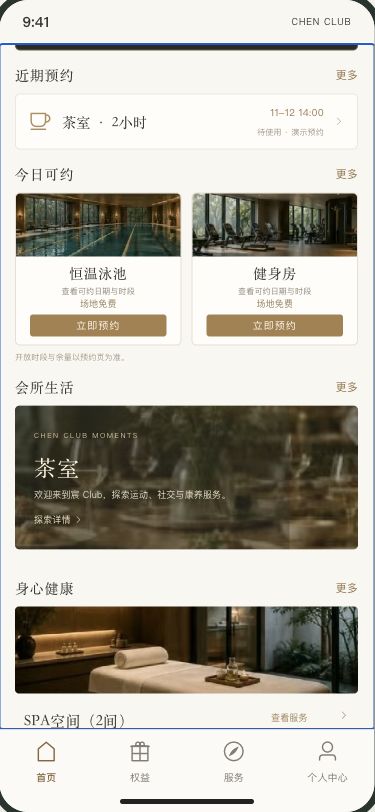 9:41
CHEN CLUB
近期预约
更多
茶室 · 2小时
11–12 14:00
待使用 · 演示预约
今日可约
更多
恒温泳池
查看可约日期与时段
场地免费
立即预约
健身房
查看可约日期与时段
场地免费
立即预约
开放时段与余量以预约页为准。
会所生活
更多
CHEN CLUB MOMENTS
茶室
欢迎来到宸 Club，探索运动、社交与康养服务。
探索详情
身心健康
更多
SPA空间（2间）
查看服务
首页
权益
服务
个人中心